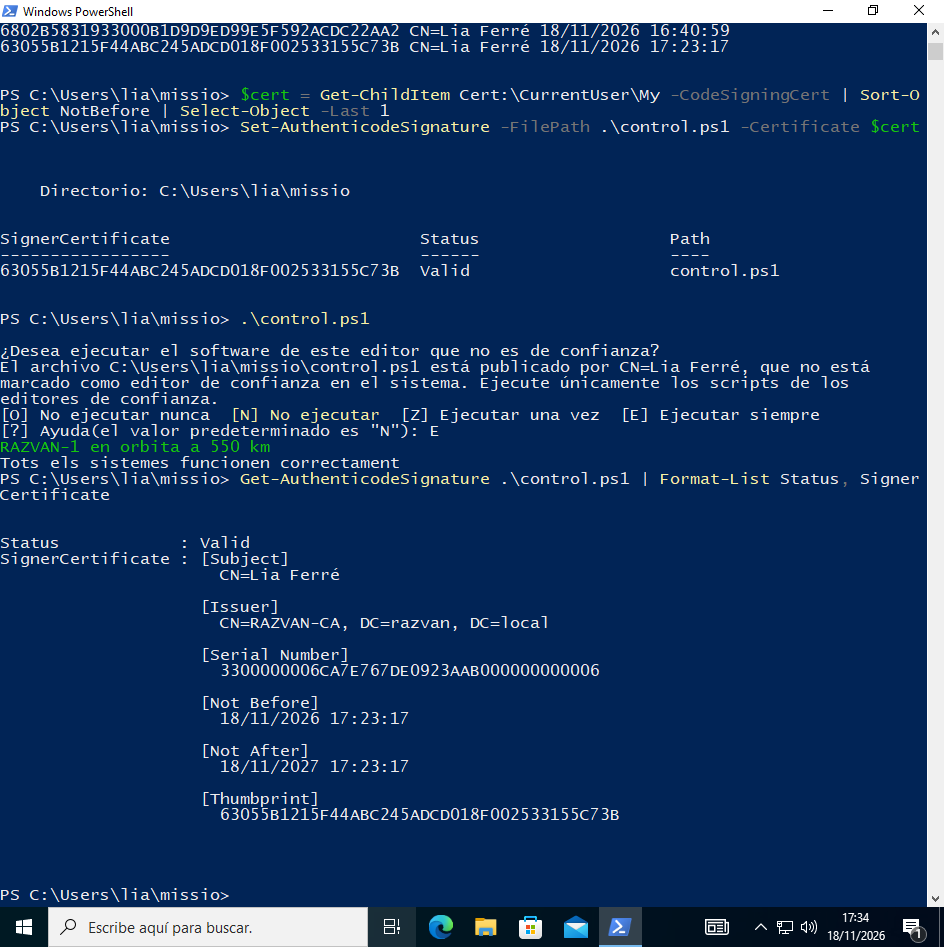 Windows PowerShell
6802B5831933000B1D9D9ED99E5F592ACDC22AA2 CN=Lia Ferré 18/11/2026 16:40:59
63055B1215F44ABC245ADCD018F002533155C73B CN=Lia Ferré 18/11/2026 17:23:17
PS C:\Users\lia\missio> $cert = Get-ChildItem Cert:\CurrentUser\My -CodeSigningCert | Sort-O
bject NotBefore | Select-Object -Last 1
PS C:\Users\lia\missio> Set-AuthenticodeSignature -FilePath .\control.ps1 -Certificate $cert
Directorio: C:\Users\lia\missio
SignerCertificate Status Path
----------------- ------ ----
63055B1215F44ABC245ADCD018F002533155C73B Valid control.ps1
PS C:\Users\lia\missio> .\control.ps1
¿Desea ejecutar el software de este editor que no es de confianza?
El archivo C:\Users\lia\missio\control.ps1 está publicado por CN=Lia Ferré, que no está
marcado como editor de confianza en el sistema. Ejecute únicamente los scripts de los
editores de confianza.
[O] No ejecutar nunca [N] No ejecutar [Z] Ejecutar una vez [E] Ejecutar siempre
[?] Ayuda(el valor predeterminado es "N"): E
RAZVAN-1 en orbita a 550 km
Tots els sistemes funcionen correctament
PS C:\Users\lia\missio> Get-AuthenticodeSignature .\control.ps1 | Format-List Status, Signer
Certificate
Status : Valid
SignerCertificate : [Subject]
CN=Lia Ferré
[Issuer]
CN=RAZVAN-CA, DC=razvan, DC=local
[Serial Number]
3300000006CA7E767DE0923AAB000000000006
[Not Before]
18/11/2026 17:23:17
[Not After]
18/11/2027 17:23:17
[Thumbprint]
63055B1215F44ABC245ADCD018F002533155C73B
PS C:\Users\lia\missio>
Escribe aquí para buscar.
17:34
18/11/2026
1